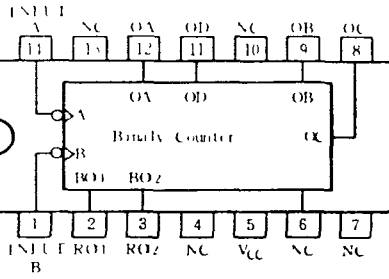 INPUT
A NC QA QD NC QB QC
14 13 12 11 10 9 8
QA QD QB
A
Binary Counter QC
B
RO1 RO2
1 2 3 4 5 6 7
INPUT RO1 RO2 NC VCC NC NC
B